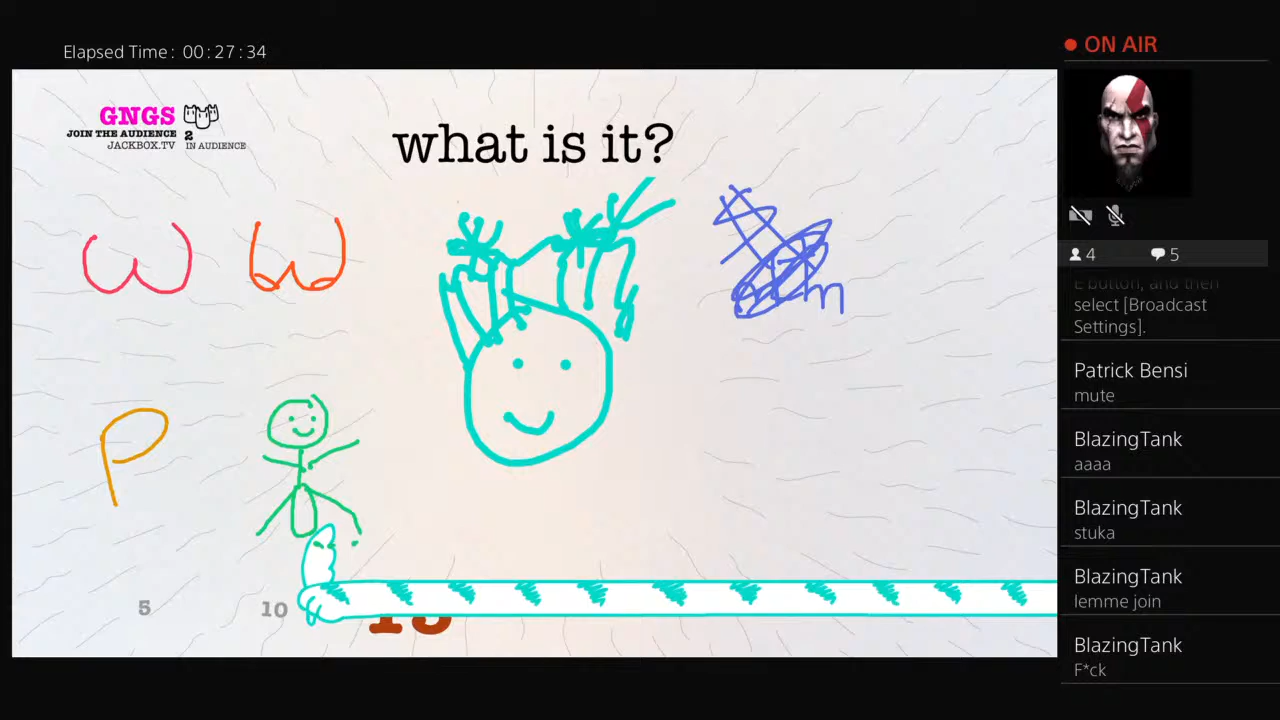 Elapsed Time: 00:27:34
ON AIR
GNGS
JOIN THE AUDIENCE 2
JACKBOX.TV IN AUDIENCE
what is it?
4 5
E button, and then
select [Broadcast
Settings].
Patrick Bensi
mute
BlazingTank
aaaa
BlazingTank
stuka
BlazingTank
lemme join
BlazingTank
F*ck
P
5 10